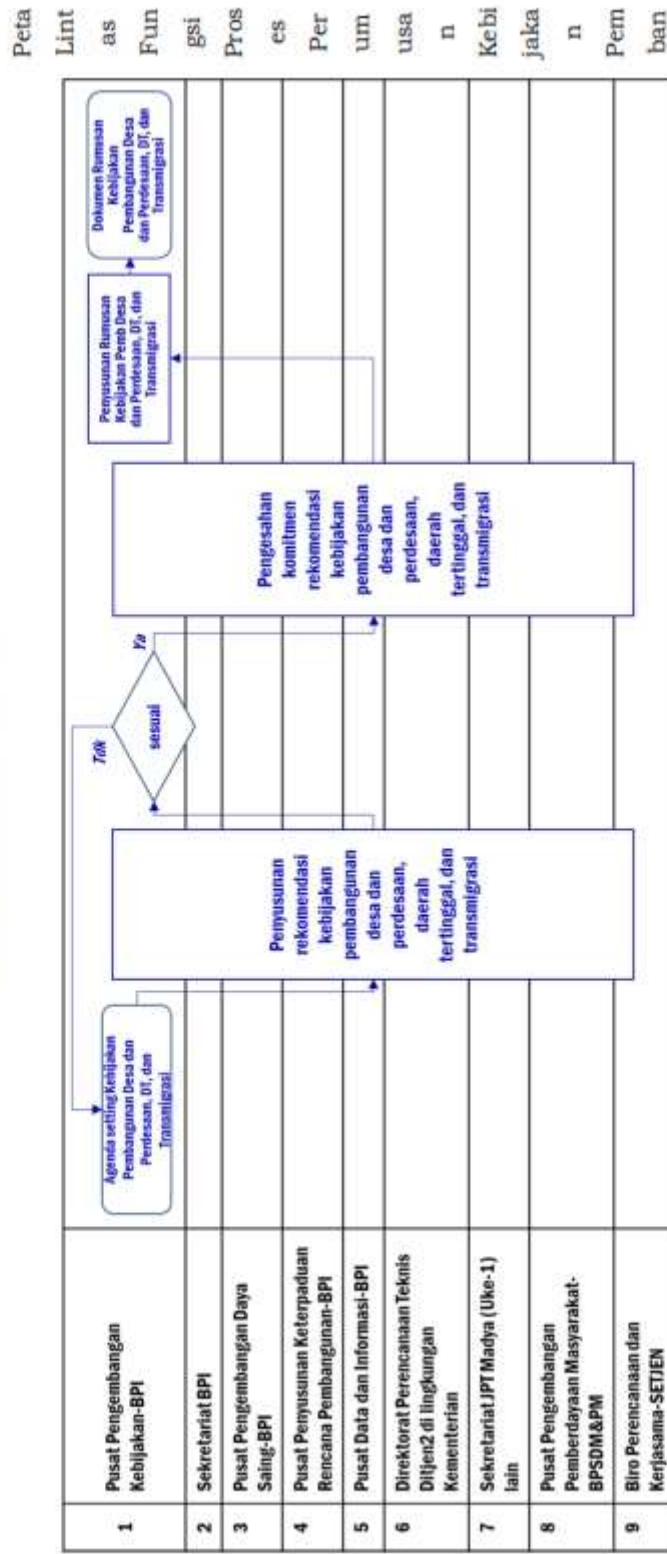 Peta
Lint
as
Fun
gsi
Pros
es
Per
um
usa
n
Kebi
jaka
n
Pem
ban
1
Pusat Pengembangan
Kebijakan-BPI
2
Sekretariat BPI
3
Pusat Pengembangan Daya
Saing-BPI
4
Pusat Penyusunan Keterpaduan
Rencana Pembangunan-BPI
5
Pusat Data dan Informasi-BPI
6
Direktorat Perencanaan Teknis
Ditjen2 di lingkungan
Kementerian
7
Sekretariat JPT Madya (Uke-1)
lain
8
Pusat Pengembangan
Pemberdayaan Masyarakat-
BPSDM&PM
9
Biro Perencanaan dan
Kerjasama-SETJEN
Agenda setting Kebijakan
Pembangunan Desa dan
Perdesaan, DT, dan
Transmigrasi
Penyusunan
rekomendasi
kebijakan
pembangunan
desa dan
perdesaan,
daerah
tertinggal, dan
transmigrasi
Tdk
sesuai
Ya
Pengesahan
komitmen
rekomendasi
kebijakan
pembangunan
desa dan
perdesaan,
daerah
tertinggal, dan
transmigrasi
Penyusunan Rumusan
Kebijakan Pemb Desa
dan Perdesaan, DT, dan
Transmigrasi
Dokumen Rumusan
Kebijakan
Pembangunan Desa
dan Perdesaan, DT, dan
Transmigrasi